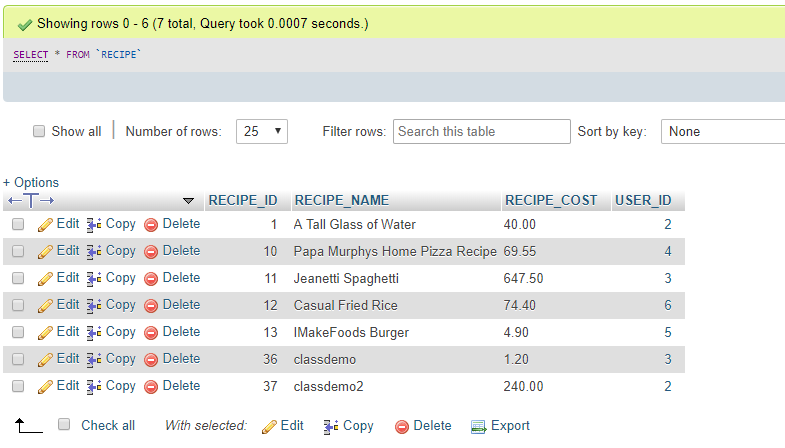 Showing rows 0 - 6 (7 total, Query took 0.0007 seconds.)
SELECT * FROM `RECIPE`
Show all Number of rows: 25 Filter rows: Search this table Sort by key: None
+ Options
RECIPE_ID RECIPE_NAME RECIPE_COST USER_ID
Edit Copy Delete 1 A Tall Glass of Water 40.00 2
Edit Copy Delete 10 Papa Murphys Home Pizza Recipe 69.55 4
Edit Copy Delete 11 Jeanetti Spaghetti 647.50 3
Edit Copy Delete 12 Casual Fried Rice 74.40 6
Edit Copy Delete 13 IMakeFoods Burger 4.90 5
Edit Copy Delete 36 classdemo 1.20 3
Edit Copy Delete 37 classdemo2 240.00 2
Check all With selected: Edit Copy Delete Export